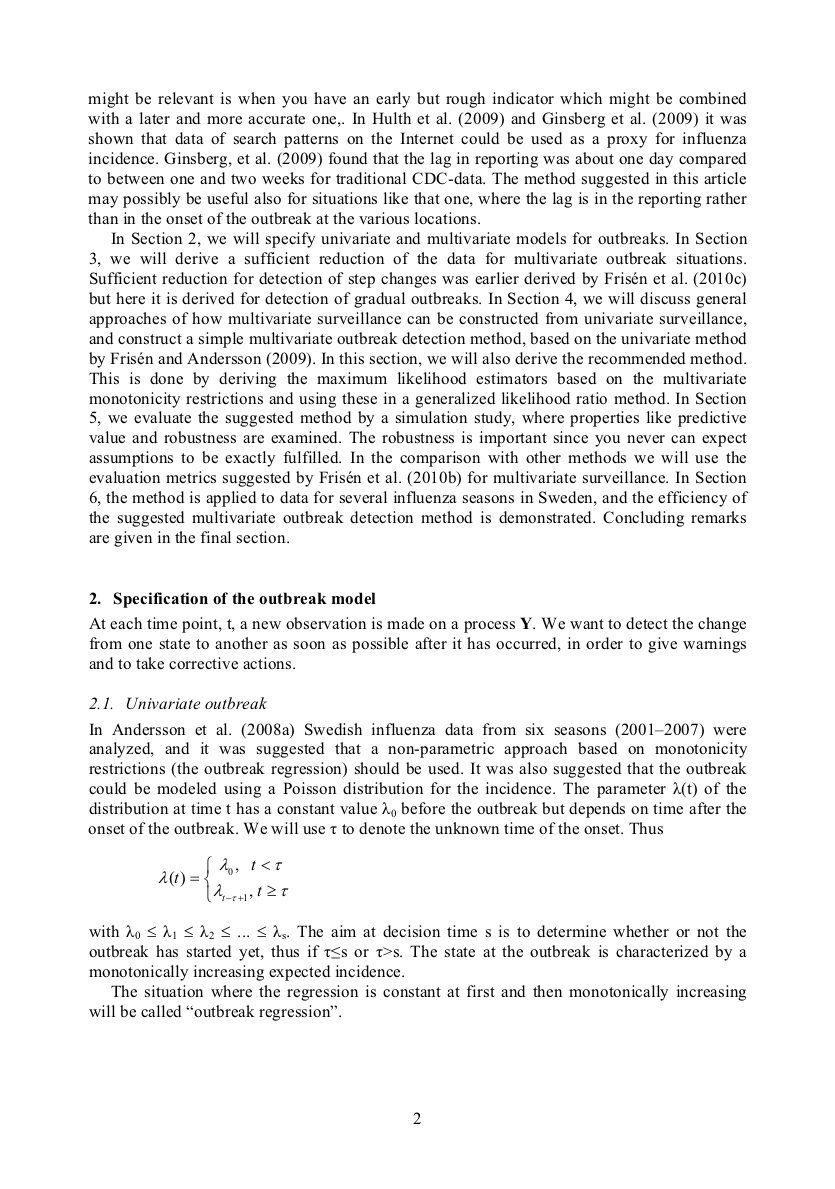 might be relevant is when you have an early but rough indicator which might be combined
with a later and more accurate one,. In Hulth et al. (2009) and Ginsberg et al. (2009) it was
shown that data of search patterns on the Internet could be used as a proxy for influenza
incidence. Ginsberg, et al. (2009) found that the lag in reporting was about one day compared
to between one and two weeks for traditional CDC-data. The method suggested in this article
may possibly be useful also for situations like that one, where the lag is in the reporting rather
than in the onset of the outbreak at the various locations.
In Section 2, we will specify univariate and multivariate models for outbreaks. In Section
3, we will derive a sufficient reduction of the data for multivariate outbreak situations.
Sufficient reduction for detection of step changes was earlier derived by Frisén et al. (2010c)
but here it is derived for detection of gradual outbreaks. In Section 4, we will discuss general
approaches of how multivariate surveillance can be constructed from univariate surveillance,
and construct a simple multivariate outbreak detection method, based on the univariate method
by Frisén and Andersson (2009). In this section, we will also derive the recommended method.
This is done by deriving the maximum likelihood estimators based on the multivariate
monotonicity restrictions and using these in a generalized likelihood ratio method. In Section
5, we evaluate the suggested method by a simulation study, where properties like predictive
value and robustness are examined. The robustness is important since you never can expect
assumptions to be exactly fulfilled. In the comparison with other methods we will use the
evaluation metrics suggested by Frisén et al. (2010b) for multivariate surveillance. In Section
6, the method is applied to data for several influenza seasons in Sweden, and the efficiency of
the suggested multivariate outbreak detection method is demonstrated. Concluding remarks
are given in the final section.
2. Specification of the outbreak model
At each time point, t, a new observation is made on a process Y. We want to detect the change
from one state to another as soon as possible after it has occurred, in order to give warnings
and to take corrective actions.
2.1. Univariate outbreak
In Andersson et al. (2008a) Swedish influenza data from six seasons (2001–2007) were
analyzed, and it was suggested that a non-parametric approach based on monotonicity
restrictions (the outbreak regression) should be used. It was also suggested that the outbreak
could be modeled using a Poisson distribution for the incidence. The parameter λ(t) of the
distribution at time t has a constant value λ₀ before the outbreak but depends on time after the
onset of the outbreak. We will use τ to denote the unknown time of the onset. Thus
λ(t) = { λ₀, t < τ
λₜ₋τ₊₁, t ≥ τ
with λ₀ ≤ λ₁ ≤ λ₂ ≤ ... ≤ λₛ. The aim at decision time s is to determine whether or not the
outbreak has started yet, thus if τ≤s or τ>s. The state at the outbreak is characterized by a
monotonically increasing expected incidence.
The situation where the regression is constant at first and then monotonically increasing
will be called “outbreak regression”.
2